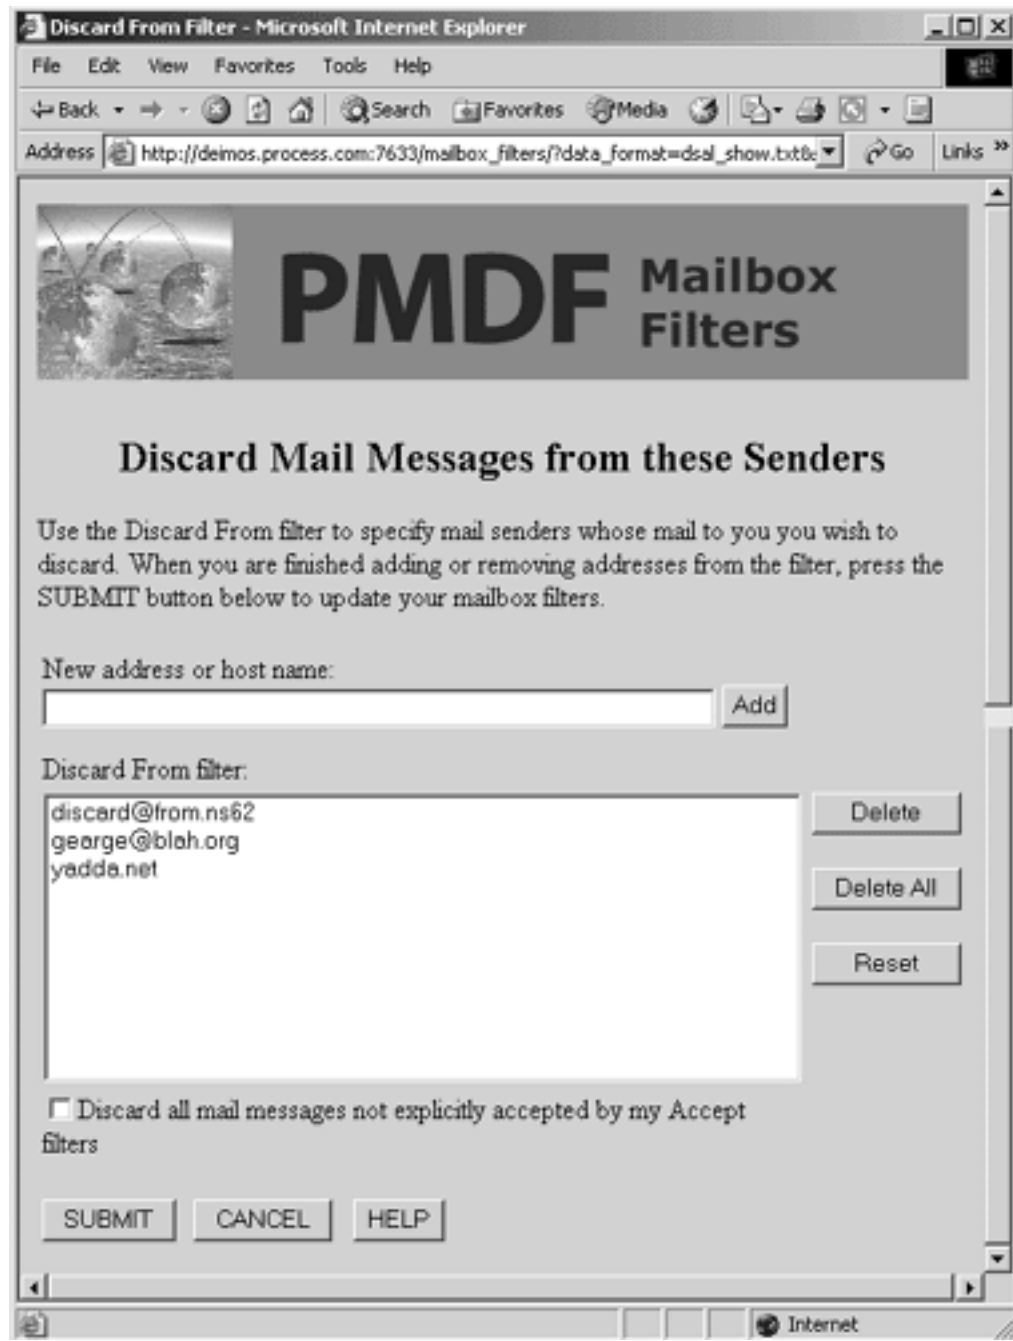 Discard From Filter - Microsoft Internet Explorer
File Edit View Favorites Tools Help
Back Search Favorites Media
Address http://deimos.process.com:7633/mailbox_filters/?data_format=dsal_show.txt& Go Links »
PMDF Mailbox
Filters
Discard Mail Messages from these Senders
Use the Discard From filter to specify mail senders whose mail to you you wish to
discard. When you are finished adding or removing addresses from the filter, press the
SUBMIT button below to update your mailbox filters.
New address or host name:
Add
Discard From filter:
discard@from.ns62
george@blah.org
yadda.net
Delete
Delete All
Reset
Discard all mail messages not explicitly accepted by my Accept
filters
SUBMIT CANCEL HELP
Internet